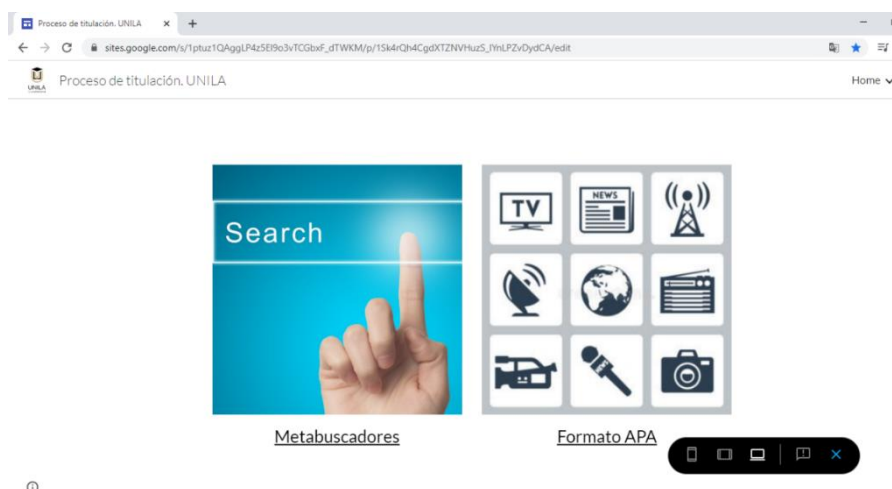 Proceso de titulación. UNILA
sites.google.com/s/1ptuz1QAggLP4z5El9o3vTCGbxF_dTWKM/p/1Sk4rQh4CgdXTZNVHuzS_lYnLPZvDydCA/edit
UNILA
Proceso de titulación. UNILA
Home
Search
TV
NEWS
NEWS
Metabuscadores
Formato APA